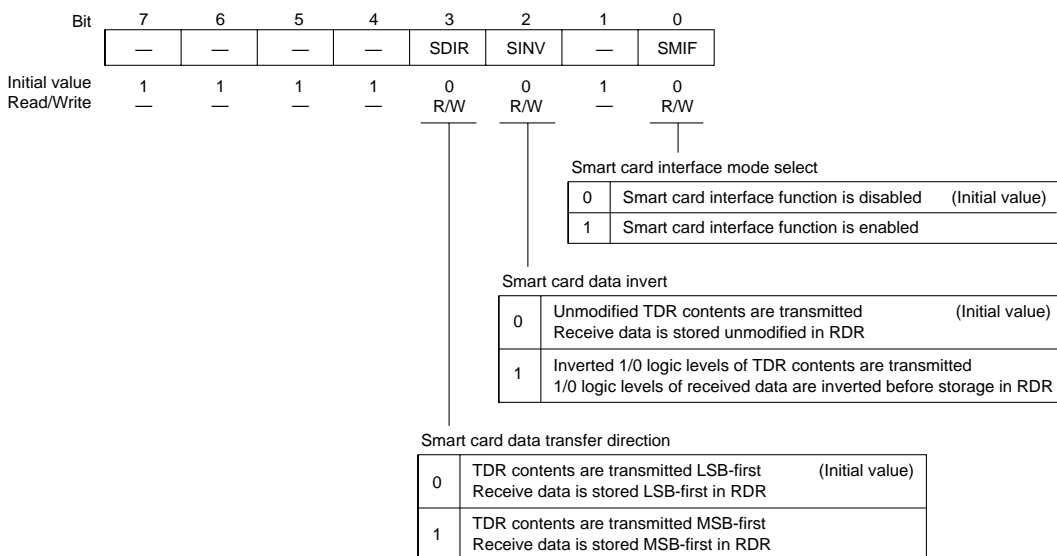 Bit 7 6 5 4 3 2 1 0
— — — — SDIR SINV — SMIF
Initial value 1 1 1 1 0 0 1 0
Read/Write — — — — R/W R/W — R/W
Smart card interface mode select
0 Smart card interface function is disabled (Initial value)
1 Smart card interface function is enabled
Smart card data invert
0 Unmodified TDR contents are transmitted (Initial value)
Receive data is stored unmodified in RDR
1 Inverted 1/0 logic levels of TDR contents are transmitted
1/0 logic levels of received data are inverted before storage in RDR
Smart card data transfer direction
0 TDR contents are transmitted LSB-first (Initial value)
Receive data is stored LSB-first in RDR
1 TDR contents are transmitted MSB-first
Receive data is stored MSB-first in RDR